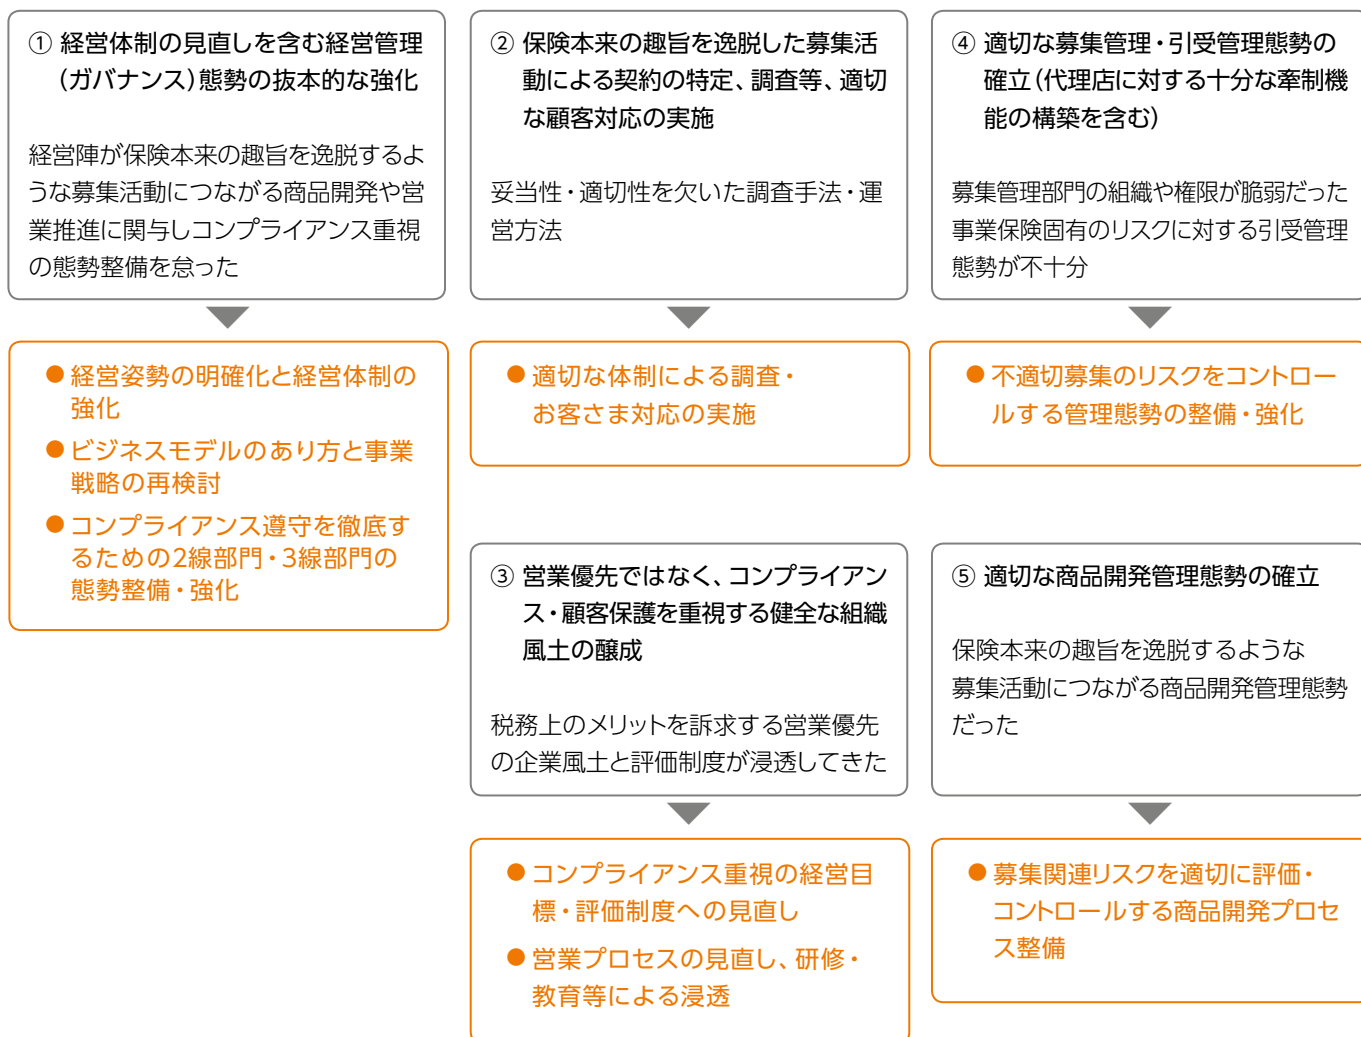 ① 経営体制の見直しを含む経営管理
（ガバナンス）態勢の抜本的な強化
経営陣が保険本来の趣旨を逸脱するよ
うな募集活動につながる商品開発や営
業推進に関与しコンプライアンス重視
の態勢整備を怠った
● 経営姿勢の明確化と経営体制の
強化
● ビジネスモデルのあり方と事業
戦略の再検討
● コンプライアンス遵守を徹底す
るための2線部門・3線部門の
態勢整備・強化
② 保険本来の趣旨を逸脱した募集活
動による契約の特定、調査等、適切
な顧客対応の実施
妥当性・適切性を欠いた調査手法・運
営方法
● 適切な体制による調査・
お客さま対応の実施
③ 営業優先ではなく、コンプライアン
ス・顧客保護を重視する健全な組織
風土の醸成
税務上のメリットを訴求する営業優先
の企業風土と評価制度が浸透してきた
● コンプライアンス重視の経営目
標・評価制度への見直し
● 営業プロセスの見直し、研修・
教育等による浸透
④ 適切な募集管理・引受管理態勢の
確立（代理店に対する十分な牽制機
能の構築を含む）
募集管理部門の組織や権限が脆弱だった
事業保険固有のリスクに対する引受管理
態勢が不十分
● 不適切募集のリスクをコントロー
ルする管理態勢の整備・強化
⑤ 適切な商品開発管理態勢の確立
保険本来の趣旨を逸脱するような
募集活動につながる商品開発管理態勢
だった
● 募集関連リスクを適切に評価・
コントロールする商品開発プロセ
ス整備